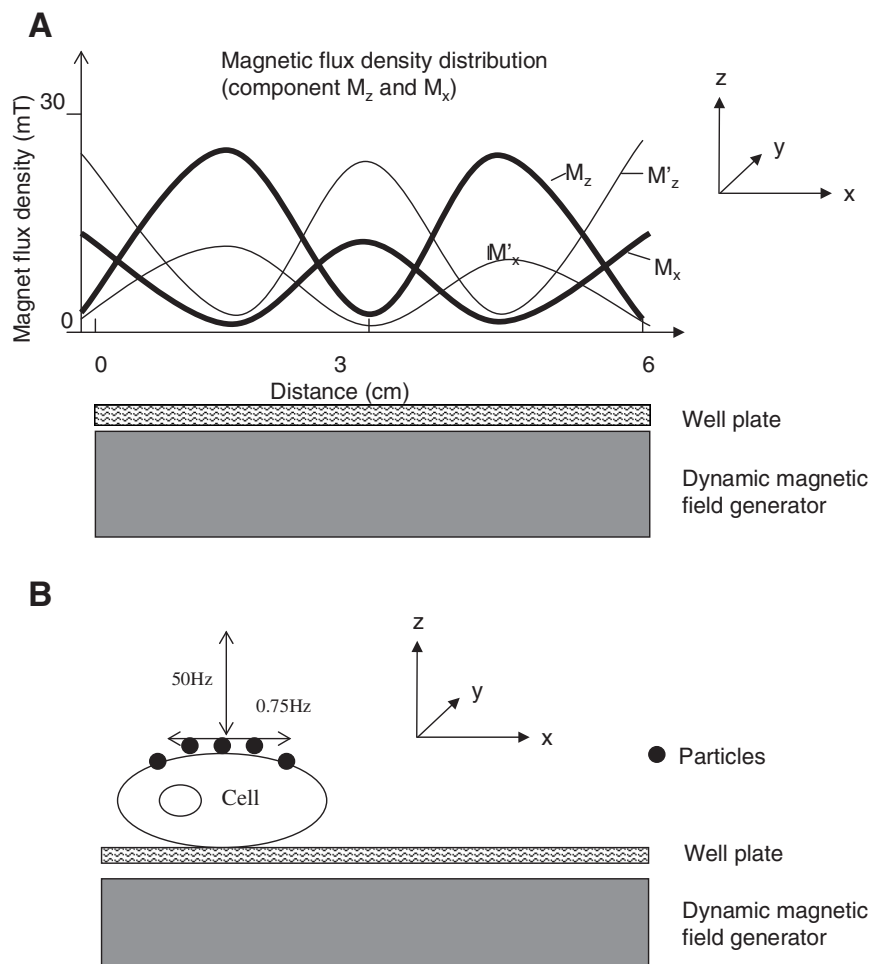 A
Magnetic flux density distribution
(component Mz and Mx)
Magnet flux density (mT)
30
0
Mz
M'z
M'x
Mx
z
y
x
0
3
6
Distance (cm)
Well plate
Dynamic magnetic
field generator
B
50Hz
0.75Hz
Cell
z
y
x
Particles
Well plate
Dynamic magnetic
field generator